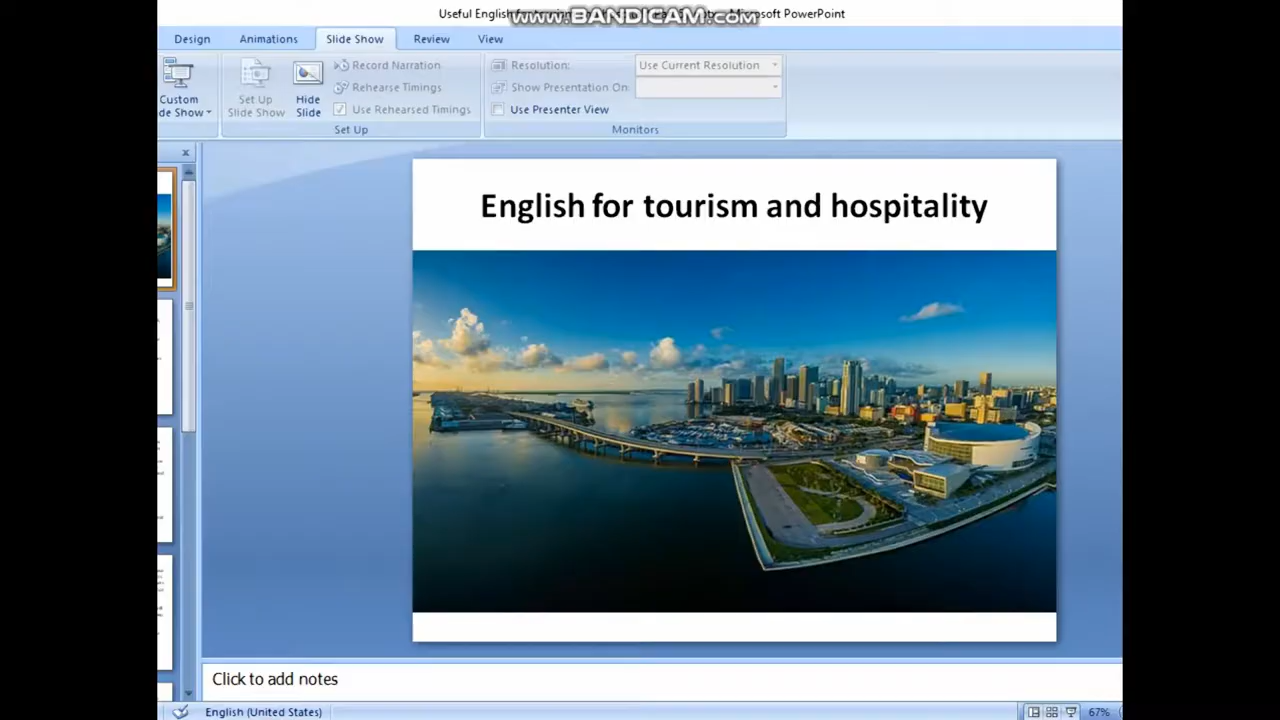 Useful English for
Microsoft PowerPoint
www.BANDICAM.com
Design Animations Slide Show Review View
Custom
de Show
Set Up
Slide Show
Hide
Slide
Record Narration
Rehearse Timings
Use Rehearsed Timings
Set Up
Resolution: Use Current Resolution
Show Presentation On:
Use Presenter View
Monitors
English for tourism and hospitality
Click to add notes
English (United States)
67%